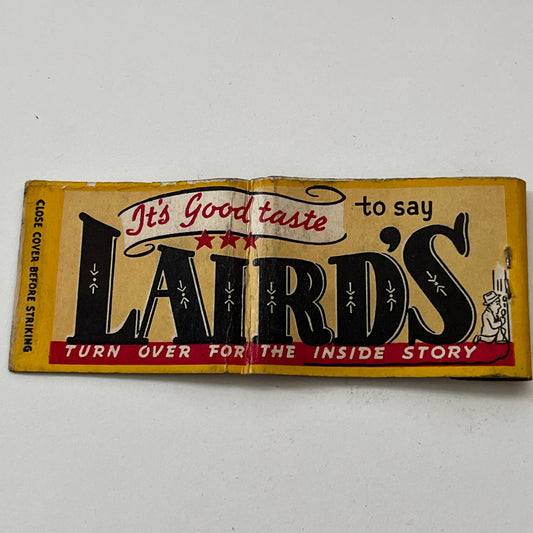 It's Good taste to say
LAIRD'S
TURN OVER FOR THE INSIDE STORY
CLOSE COVER BEFORE STRIKING